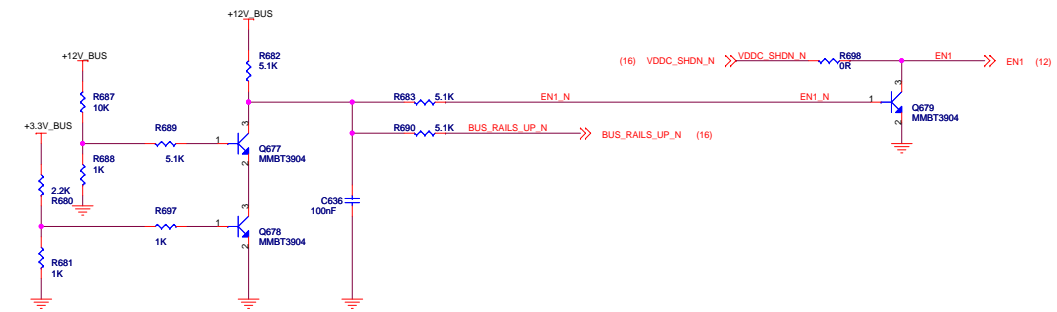 +12V_BUS
+12V_BUS
R682
5.1K
R698
0R
(16) VDDC_SHDN_N
VDDC_SHDN_N
EN1
EN1 (12)
R687
10K
R683
5.1K
EN1_N
EN1_N
1
3
2
Q679
MMBT3904
+3.3V_BUS
R689
5.1K
1
3
2
Q677
MMBT3904
R690
5.1K
BUS_RAILS_UP_N
BUS_RAILS_UP_N (16)
R688
1K
2.2K
R680
R697
1K
1
3
2
Q678
MMBT3904
C636
100nF
R681
1K